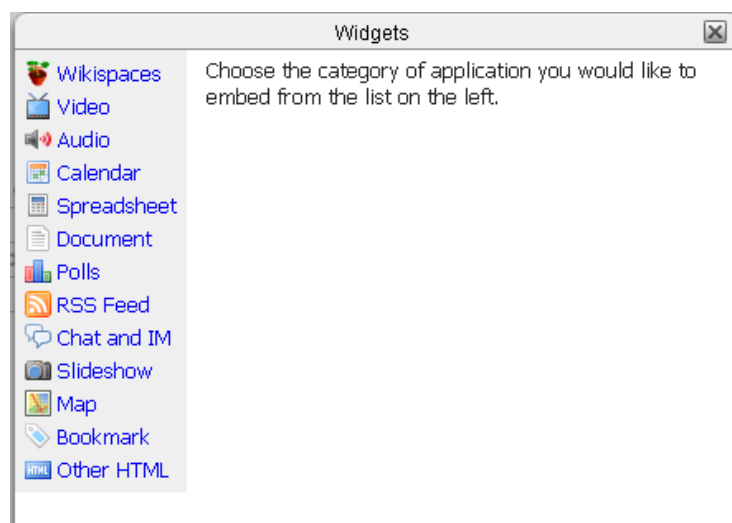 Widgets
Wikispaces
Video
Audio
Calendar
Spreadsheet
Document
Polls
RSS Feed
Chat and IM
Slideshow
Map
Bookmark
HTML Other HTML
Choose the category of application you would like to
embed from the list on the left.